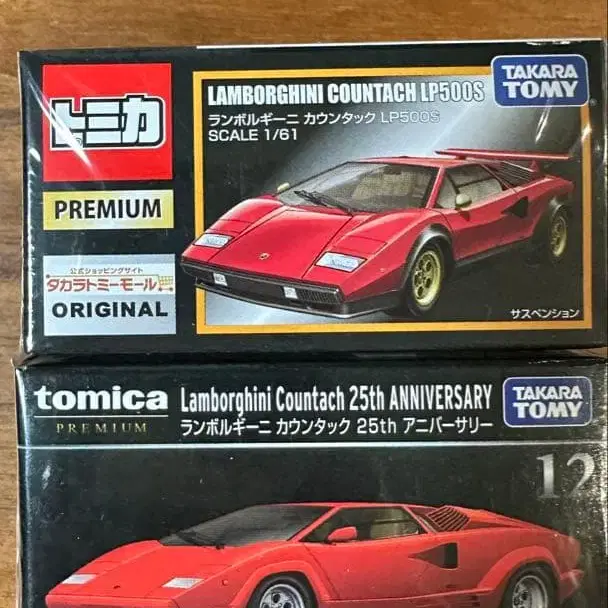 トミカ
PREMIUM
公式ショッピングサイト
タカラトミーモール
ORIGINAL
LAMBORGHINI COUNTACH LP500S
ランボルギーニ カウンタック LP500S
SCALE 1/61
TAKARA
TOMY
サスペンション
tomica
PREMIUM
Lamborghini Countach 25th ANNIVERSARY
ランボルギーニ カウンタック 25th アニバーサリー
TAKARA
TOMY
12